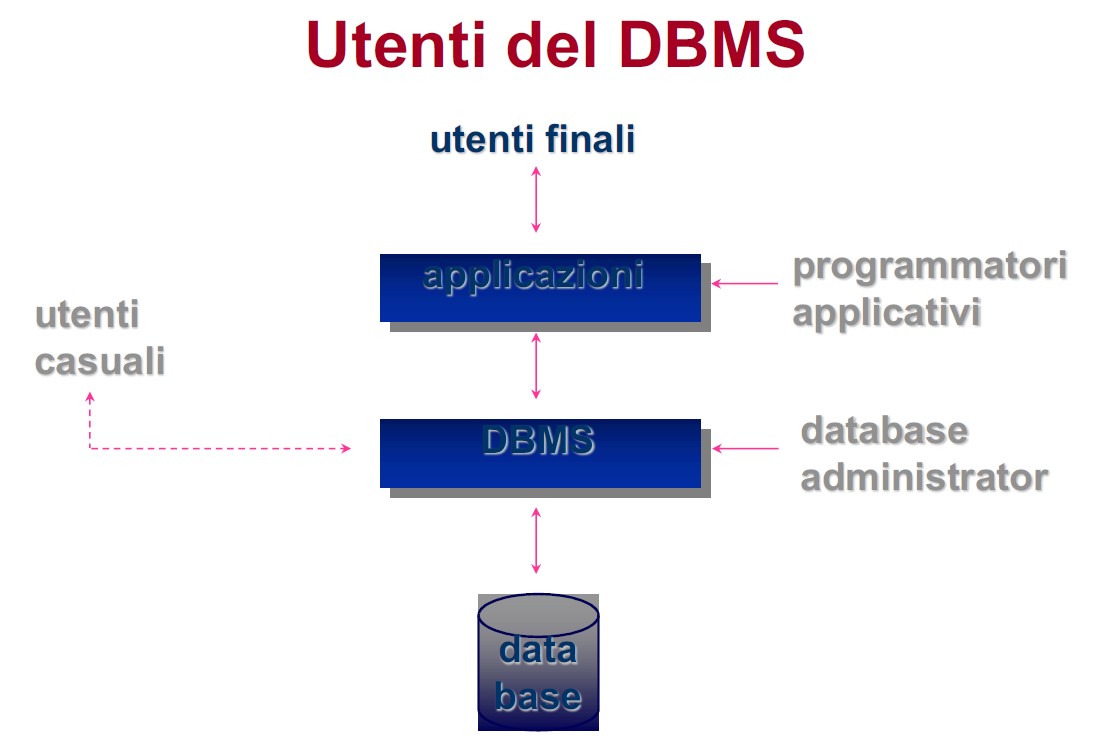 Utenti del DBMS
utenti finali
applicazioni
programmatori
applicativi
utenti
casuali
DBMS
database
administrator
data
base